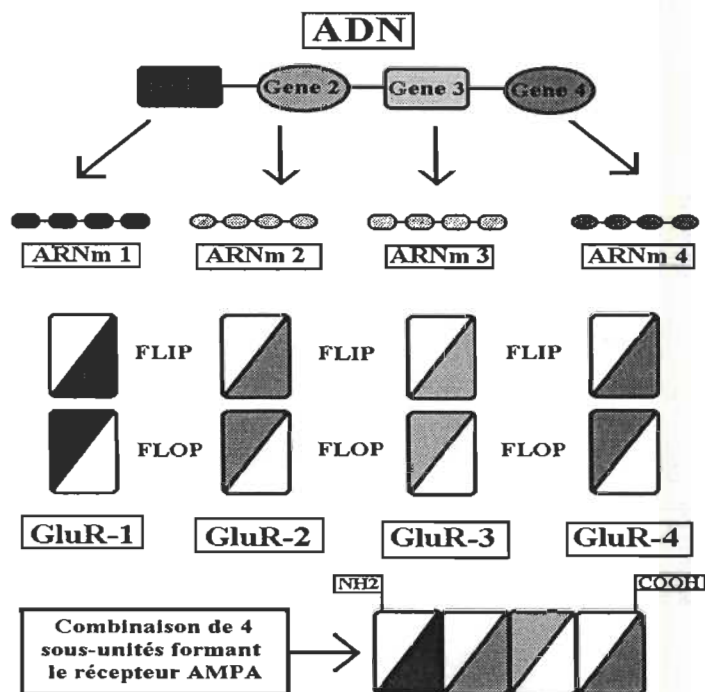 ADN
Gene 2 Gene 3 Gene 4
ARNm 1 ARNm 2 ARNm 3 ARNm 4
FLIP FLIP FLIP
FLOP FLOP FLOP
GluR-1 GluR-2 GluR-3 GluR-4
NH2 COOH
Combinaison de 4
sous-unités formant
le récepteur AMPA